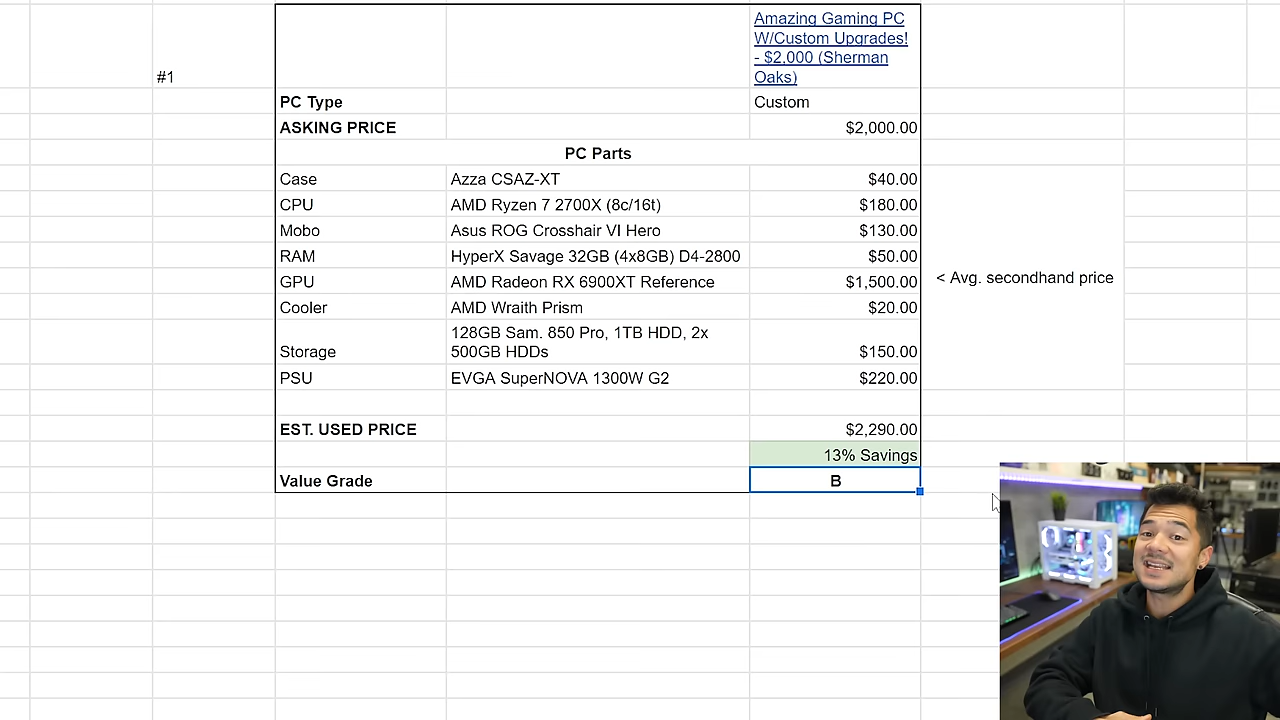 Amazing Gaming PC
W/Custom Upgrades!
- $2,000 (Sherman
Oaks)
#1
PC Type Custom
ASKING PRICE $2,000.00
PC Parts
Case Azza CSAZ-XT $40.00
CPU AMD Ryzen 7 2700X (8c/16t) $180.00
Mobo Asus ROG Crosshair VI Hero $130.00
RAM HyperX Savage 32GB (4x8GB) D4-2800 $50.00
GPU AMD Radeon RX 6900XT Reference $1,500.00
< Avg. secondhand price
Cooler AMD Wraith Prism $20.00
128GB Sam. 850 Pro, 1TB HDD, 2x
Storage 500GB HDDs $150.00
PSU EVGA SuperNOVA 1300W G2 $220.00
EST. USED PRICE $2,290.00
13% Savings
Value Grade B